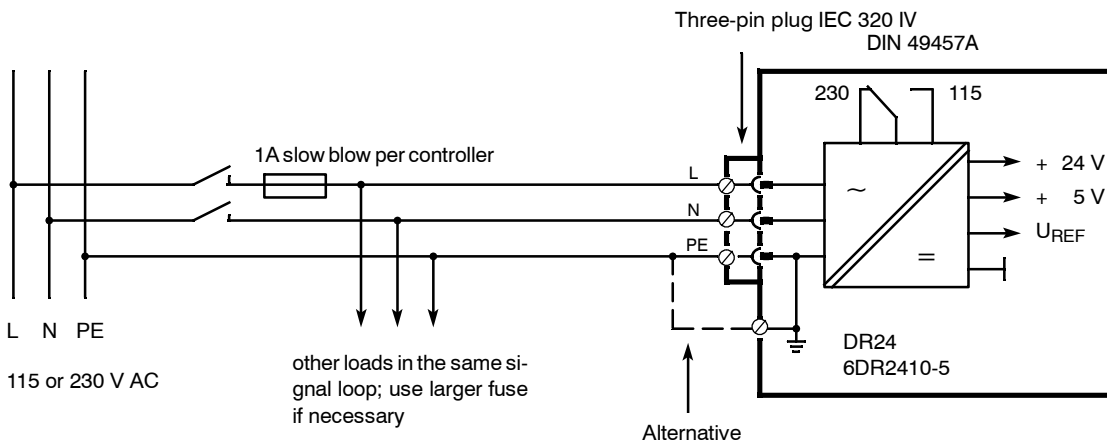 Three-pin plug IEC 320 IV
DIN 49457A
230
115
1A slow blow per controller
L
N
PE
~
=
+ 24 V
+ 5 V
UREF
L N PE
115 or 230 V AC
other loads in the same si-
gnal loop; use larger fuse
if necessary
Alternative
DR24
6DR2410-5